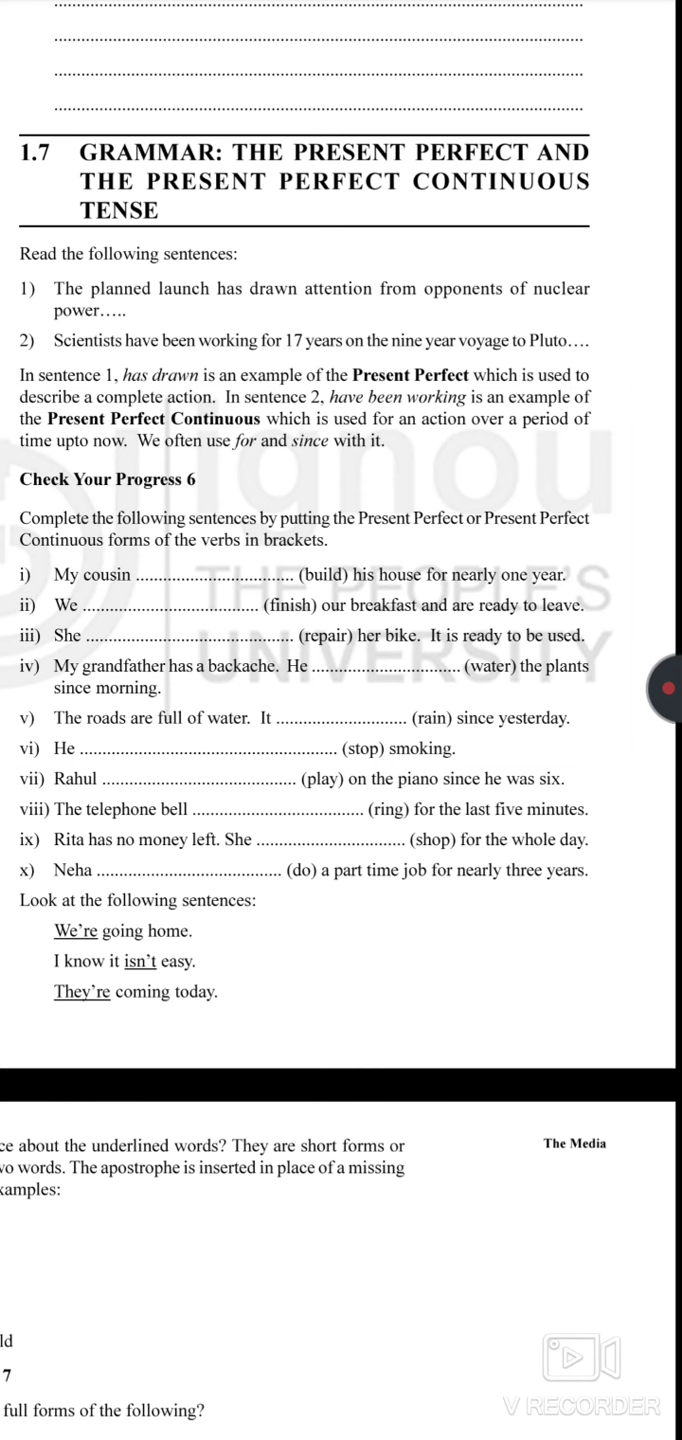 1.7 GRAMMAR: THE PRESENT PERFECT AND
THE PRESENT PERFECT CONTINUOUS
TENSE
Read the following sentences:
1) The planned launch has drawn attention from opponents of nuclear
power.....
2) Scientists have been working for 17 years on the nine year voyage to Pluto....
In sentence 1, has drawn is an example of the Present Perfect which is used to
describe a complete action. In sentence 2, have been working is an example of
the Present Perfect Continuous which is used for an action over a period of
time upto now. We often use for and since with it.
Check Your Progress 6
Complete the following sentences by putting the Present Perfect or Present Perfect
Continuous forms of the verbs in brackets.
i) My cousin ................................... (build) his house for nearly one year.
ii) We ....................................... (finish) our breakfast and are ready to leave.
iii) She .............................................. (repair) her bike. It is ready to be used.
iv) My grandfather has a backache. He ................................. (water) the plants
since morning.
v) The roads are full of water. It ............................. (rain) since yesterday.
vi) He ......................................................... (stop) smoking.
vii) Rahul ........................................... (play) on the piano since he was six.
viii) The telephone bell ...................................... (ring) for the last five minutes.
ix) Rita has no money left. She ................................. (shop) for the whole day.
x) Neha ......................................... (do) a part time job for nearly three years.
Look at the following sentences:
We're going home.
I know it isn't easy.
They're coming today.
ignou
THE PEOPLE'S
UNIVERSITY
ce about the underlined words? They are short forms or
The Media
vo words. The apostrophe is inserted in place of a missing
xamples:
ld
7
full forms of the following?
V RECORDER